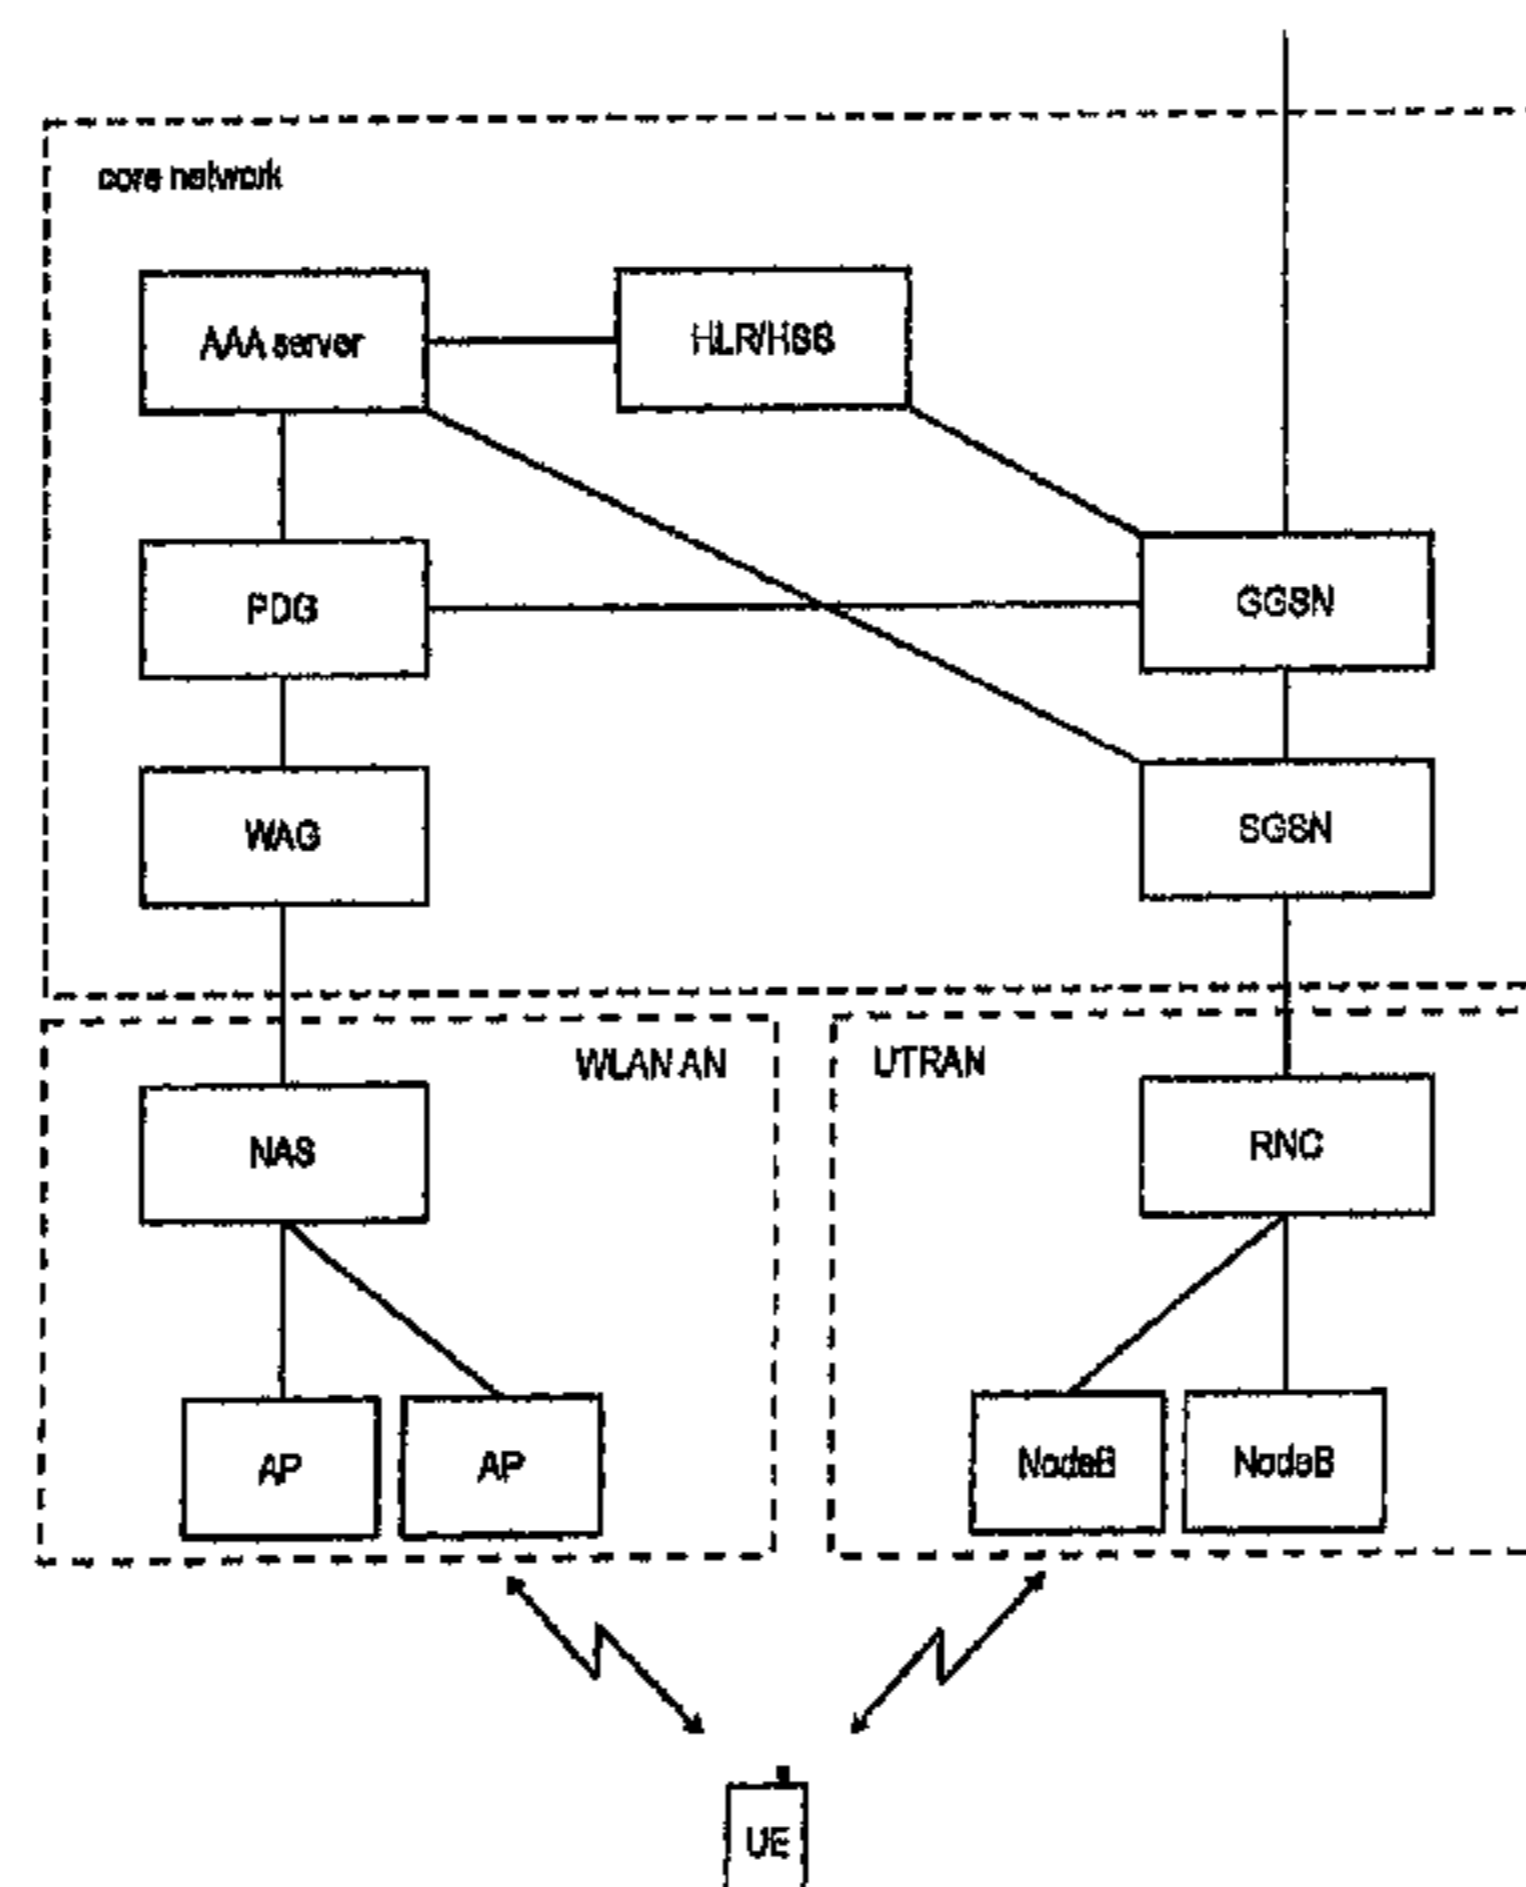 core network
AAA server
HLR/HSS
PDG
GGSN
WAG
SGSN
WLAN AN
UTRAN
NAS
RNC
AP
AP
NodeB
NodeB
UE